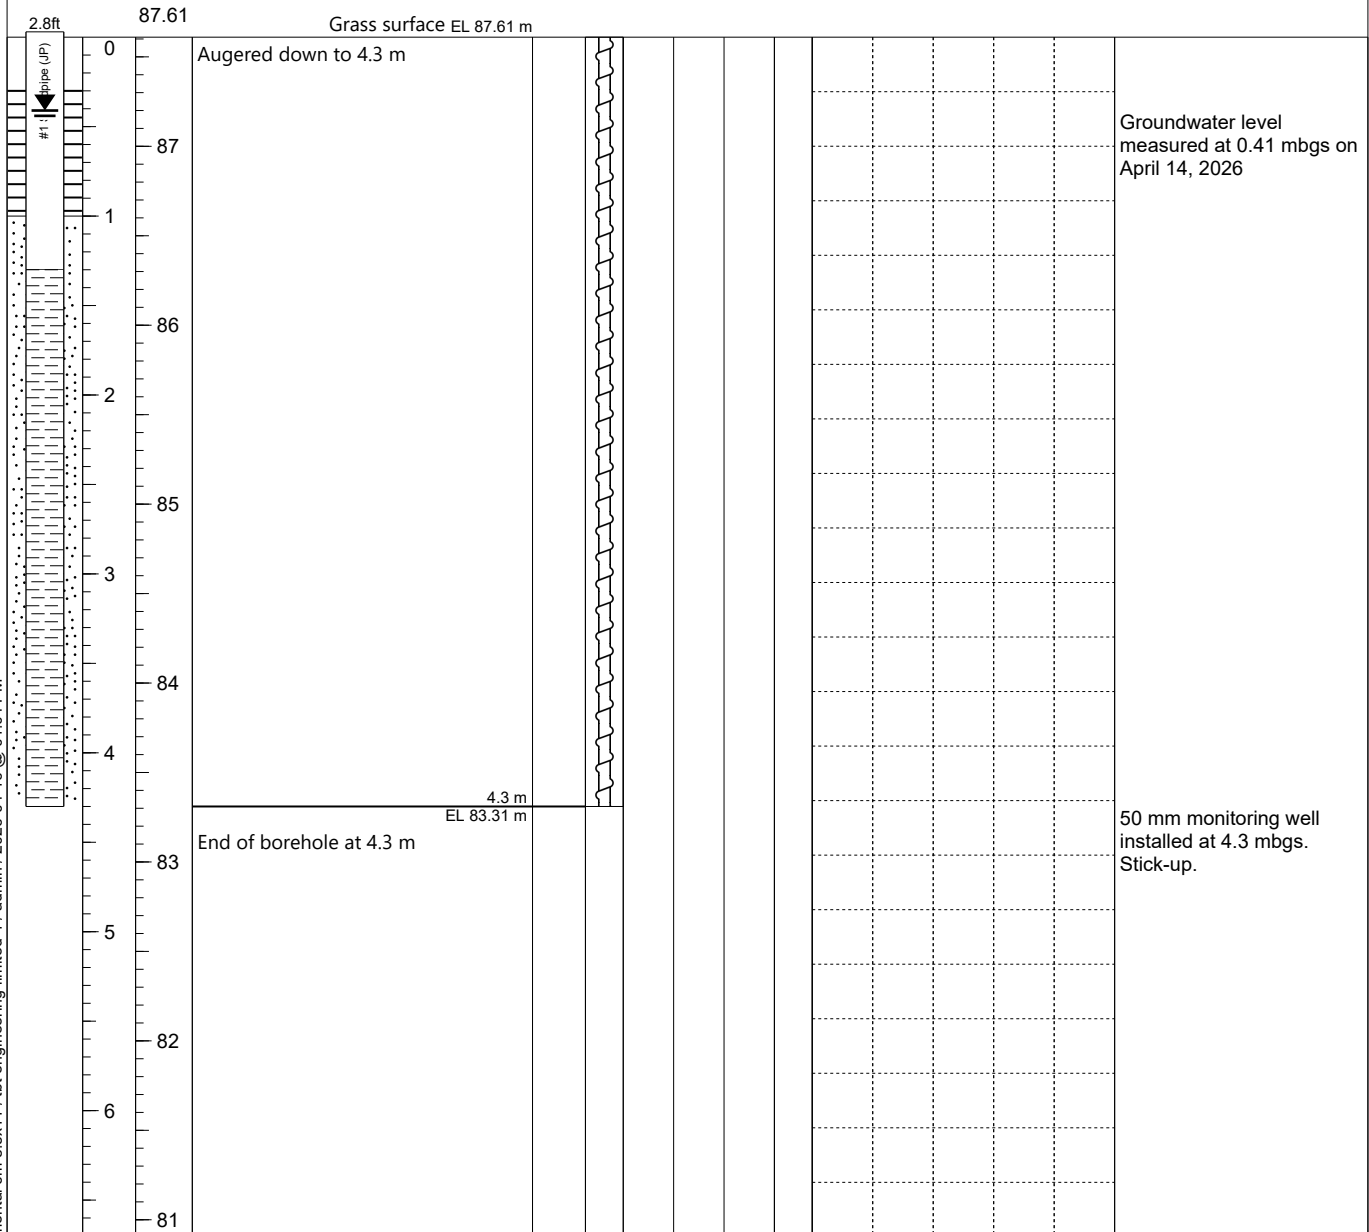 87.61
2.8ft
Grass surface EL 87.61 m
0
Augered down to 4.3 m
#1
dpipe (JP)
Groundwater level
measured at 0.41 mbgs on
April 14, 2026
87
1
86
2
85
3
84
4
4.3 m
EL 83.31 m
50 mm monitoring well
installed at 4.3 mbgs.
Stick-up.
End of borehole at 4.3 m
83
5
82
6
81